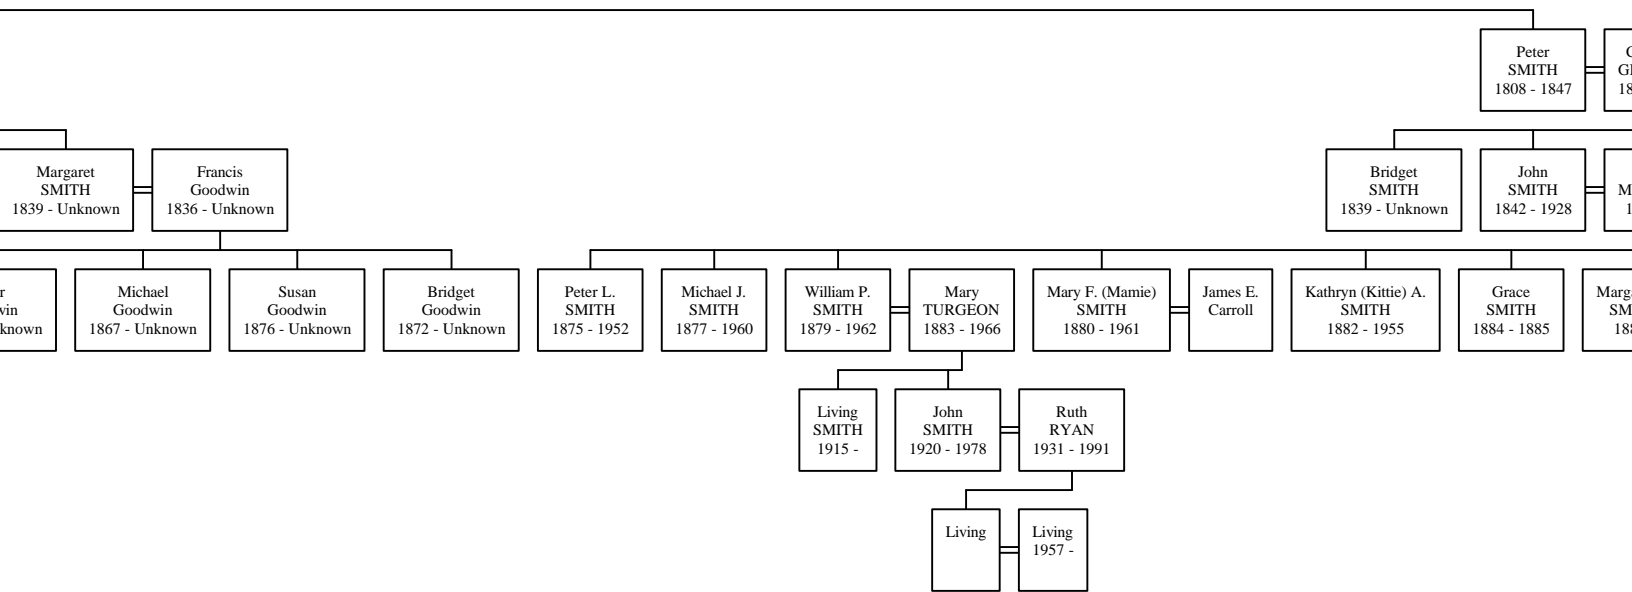 Peter
SMITH
1808 - 1847
Margaret
SMITH
1839 - Unknown
Francis
Goodwin
1836 - Unknown
Bridget
SMITH
1839 - Unknown
John
SMITH
1842 - 1928
Michael
Goodwin
1867 - Unknown
Susan
Goodwin
1876 - Unknown
Bridget
Goodwin
1872 - Unknown
Peter L.
SMITH
1875 - 1952
Michael J.
SMITH
1877 - 1960
William P.
SMITH
1879 - 1962
Mary
TURGEON
1883 - 1966
Mary F. (Mamie)
SMITH
1880 - 1961
James E.
Carroll
Kathryn (Kittie) A.
SMITH
1882 - 1955
Grace
SMITH
1884 - 1885
Living
SMITH
1915 -
John
SMITH
1920 - 1978
Ruth
RYAN
1931 - 1991
Living
Living
1957 -